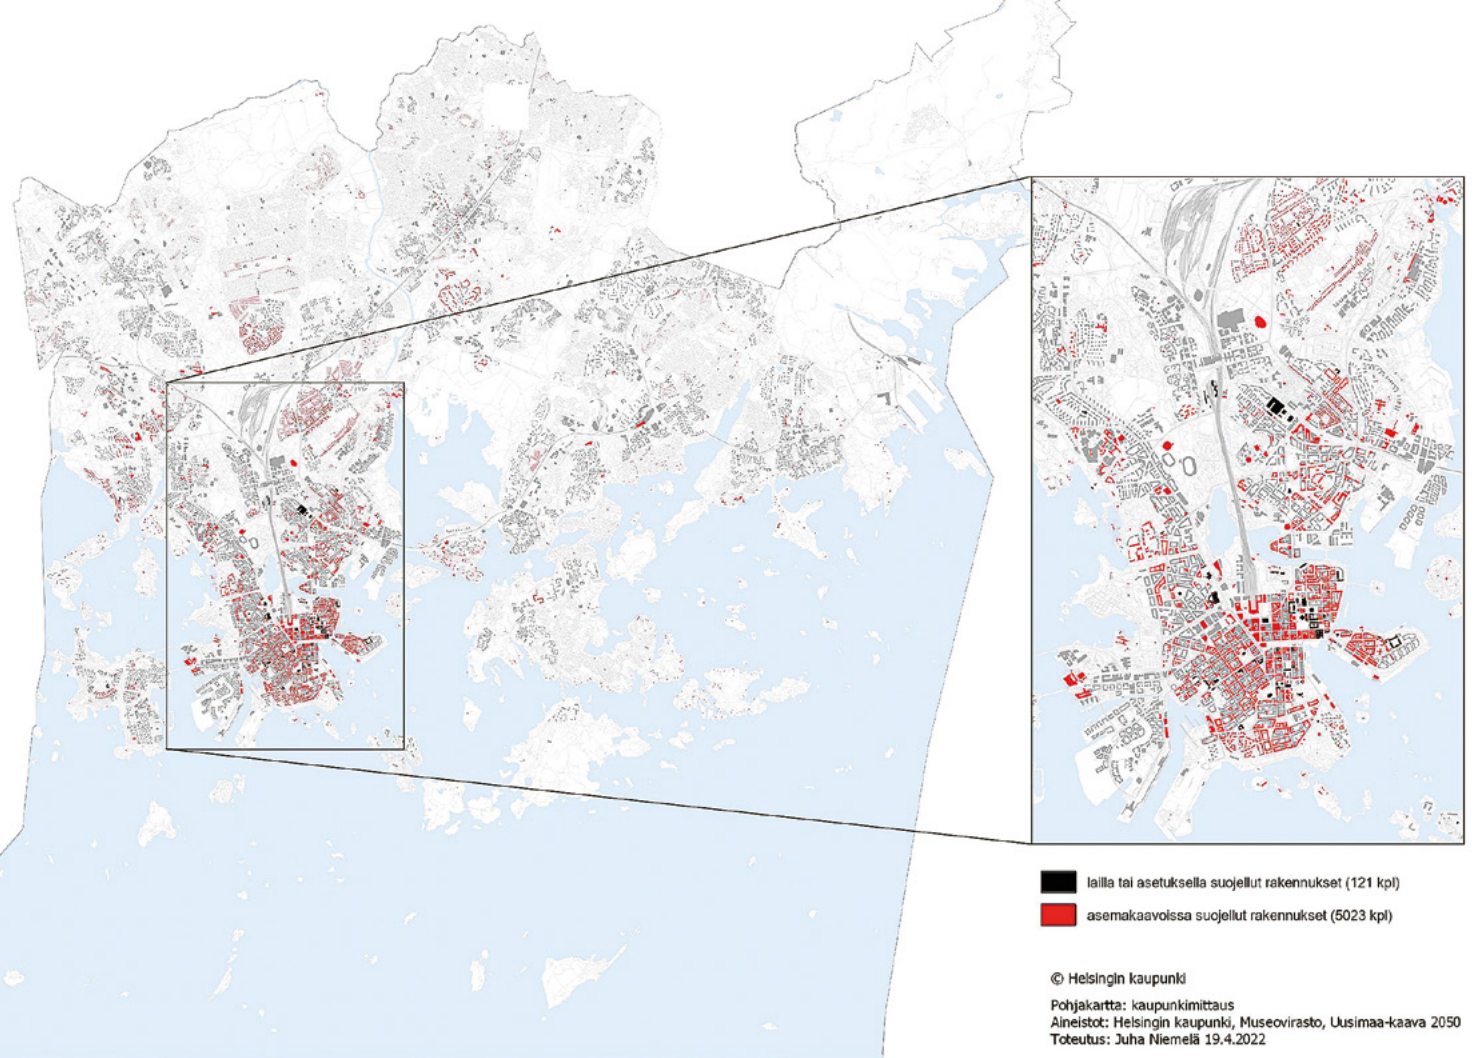 lailla tai asetuksella suojellut rakennukset (121 kpl)
asemakaavoissa suojellut rakennukset (5023 kpl)
© Helsingin kaupunki
Pohjakartta: kaupunkimittaus
Aineistot: Helsingin kaupunki, Museovirasto, Uusimaa-kaava 2050
Toteutus: Juha Niemelä 19.4.2022